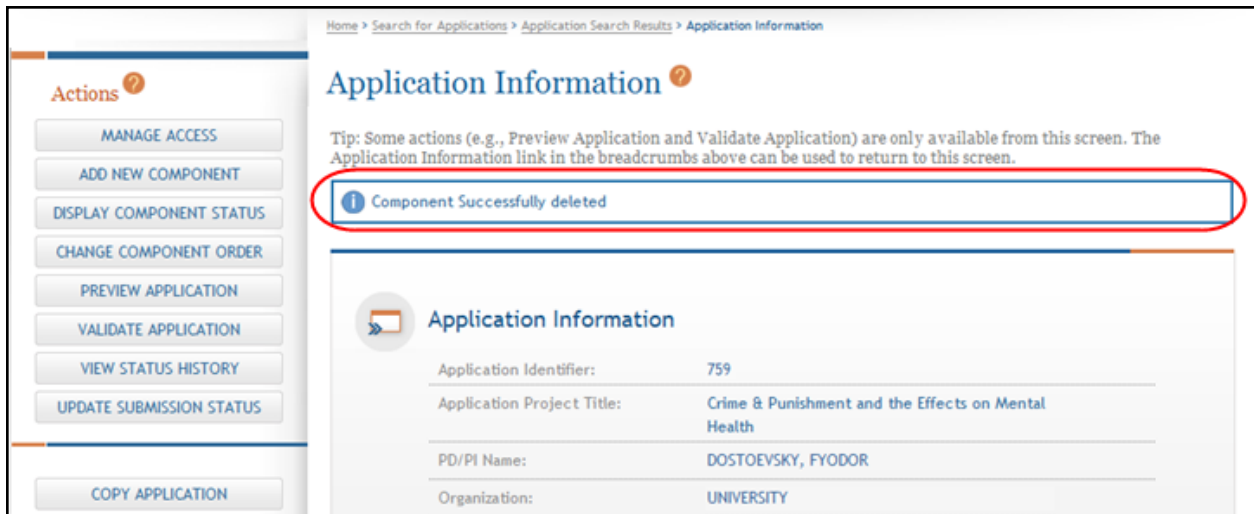 Home > Search for Applications > Application Search Results > Application Information
Actions ?
MANAGE ACCESS
ADD NEW COMPONENT
DISPLAY COMPONENT STATUS
CHANGE COMPONENT ORDER
PREVIEW APPLICATION
VALIDATE APPLICATION
VIEW STATUS HISTORY
UPDATE SUBMISSION STATUS
COPY APPLICATION
Application Information ?
Tip: Some actions (e.g., Preview Application and Validate Application) are only available from this screen. The
Application Information link in the breadcrumbs above can be used to return to this screen.
i Component Successfully deleted
Application Information
Application Identifier: 759
Application Project Title: Crime & Punishment and the Effects on Mental
Health
PD/PI Name: DOSTOEVSKY, FYODOR
Organization: UNIVERSITY